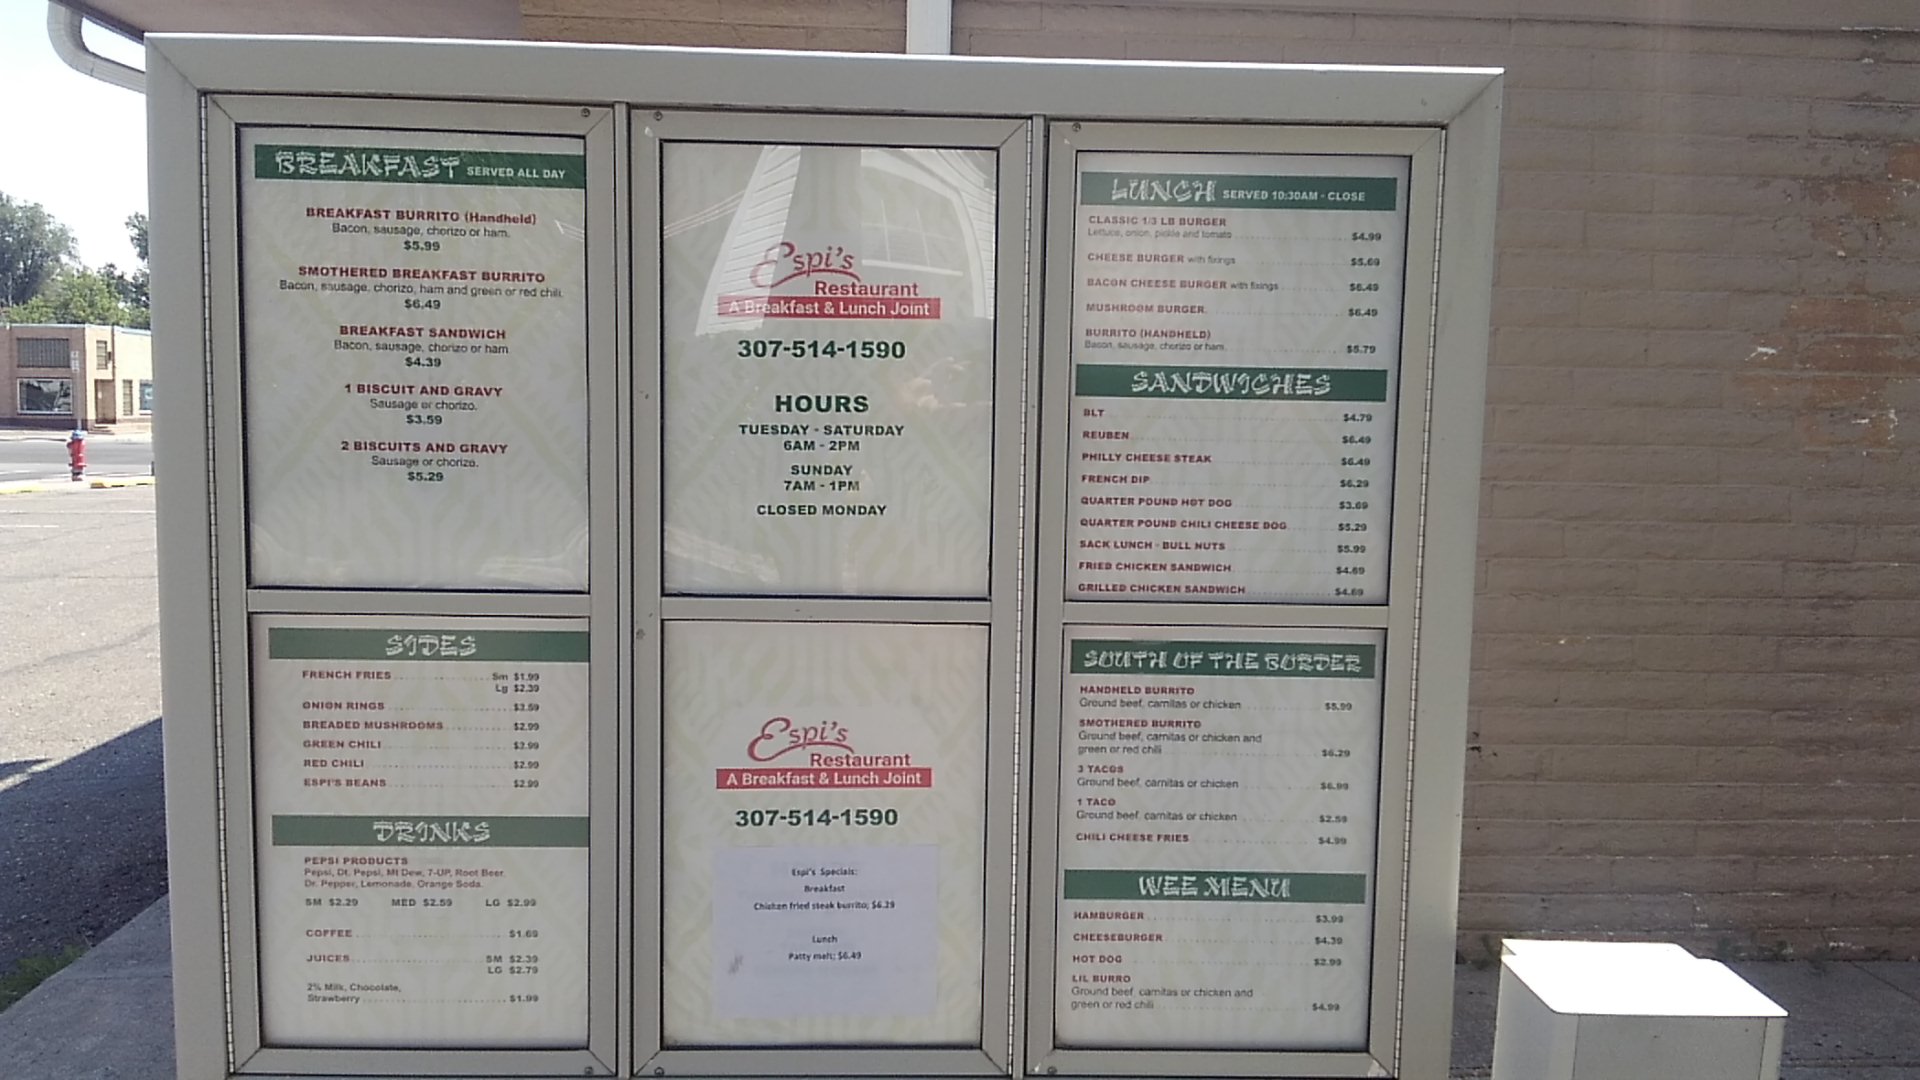 BREAKFAST SERVED ALL DAY
BREAKFAST BURRITO (Handheld)
Bacon, sausage, chorizo or ham.
$5.99
SMOTHERED BREAKFAST BURRITO
Bacon, sausage, chorizo, ham and green or red chili.
$6.49
BREAKFAST SANDWICH
Bacon, sausage, chorizo or ham
$4.39
1 BISCUIT AND GRAVY
Sausage or chorizo.
$3.59
2 BISCUITS AND GRAVY
Sausage or chorizo.
$5.29
SIDES
FRENCH FRIES Sm $1.99
Lg $2.39
ONION RINGS $3.59
BREADED MUSHROOMS $2.99
GREEN CHILI $2.99
RED CHILI $2.99
ESPI'S BEANS $2.99
DRINKS
PEPSI PRODUCTS
Pepsi, Dt. Pepsi, Mt Dew, 7-UP, Root Beer,
Dr. Pepper, Lemonade, Orange Soda.
SM $2.29 MED $2.59 LG $2.99
COFFEE $1.69
JUICES SM $2.39
LG $2.79
2% Milk, Chocolate,
Strawberry $1.99
Espi's
Restaurant
A Breakfast & Lunch Joint
307-514-1590
HOURS
TUESDAY - SATURDAY
6AM - 2PM
SUNDAY
7AM - 1PM
CLOSED MONDAY
Espi's
Restaurant
A Breakfast & Lunch Joint
307-514-1590
Espi's Specials:
Breakfast
Chicken fried steak burrito; $6.29
Lunch
Patty melt; $6.49
LUNCH SERVED 10:30AM - CLOSE
CLASSIC 1/3 LB BURGER
Lettuce, onion, pickle and tomato $4.99
CHEESE BURGER with fixings $5.69
BACON CHEESE BURGER with fixings $6.49
MUSHROOM BURGER $6.49
BURRITO (HANDHELD)
Bacon, sausage, chorizo or ham. $5.79
SANDWICHES
BLT $4.79
REUBEN $6.49
PHILLY CHEESE STEAK $6.49
FRENCH DIP $6.29
QUARTER POUND HOT DOG $3.69
QUARTER POUND CHILI CHEESE DOG $5.29
SACK LUNCH - BULL NUTS $5.99
FRIED CHICKEN SANDWICH $4.69
GRILLED CHICKEN SANDWICH $4.69
SOUTH OF THE BORDER
HANDHELD BURRITO
Ground beef, carnitas or chicken $5.99
SMOTHERED BURRITO
Ground beef, carnitas or chicken and
green or red chili $6.29
3 TACOS
Ground beef, carnitas or chicken $6.99
1 TACO
Ground beef, carnitas or chicken $2.59
CHILI CHEESE FRIES $4.99
WEE MENU
HAMBURGER $3.99
CHEESEBURGER $4.39
HOT DOG $2.99
LIL BURRO
Ground beef, carnitas or chicken and
green or red chili $4.99